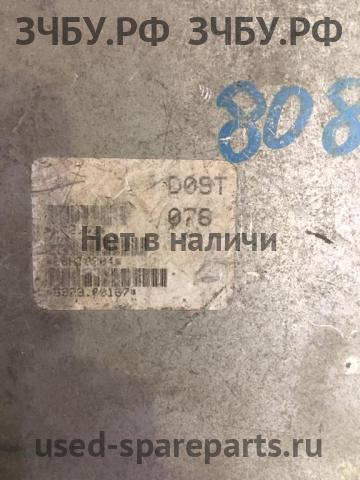 ЗЧБУ.РФ ЗЧБУ.РФ
808
D09T
076
Нет в наличи
used-spareparts.ru